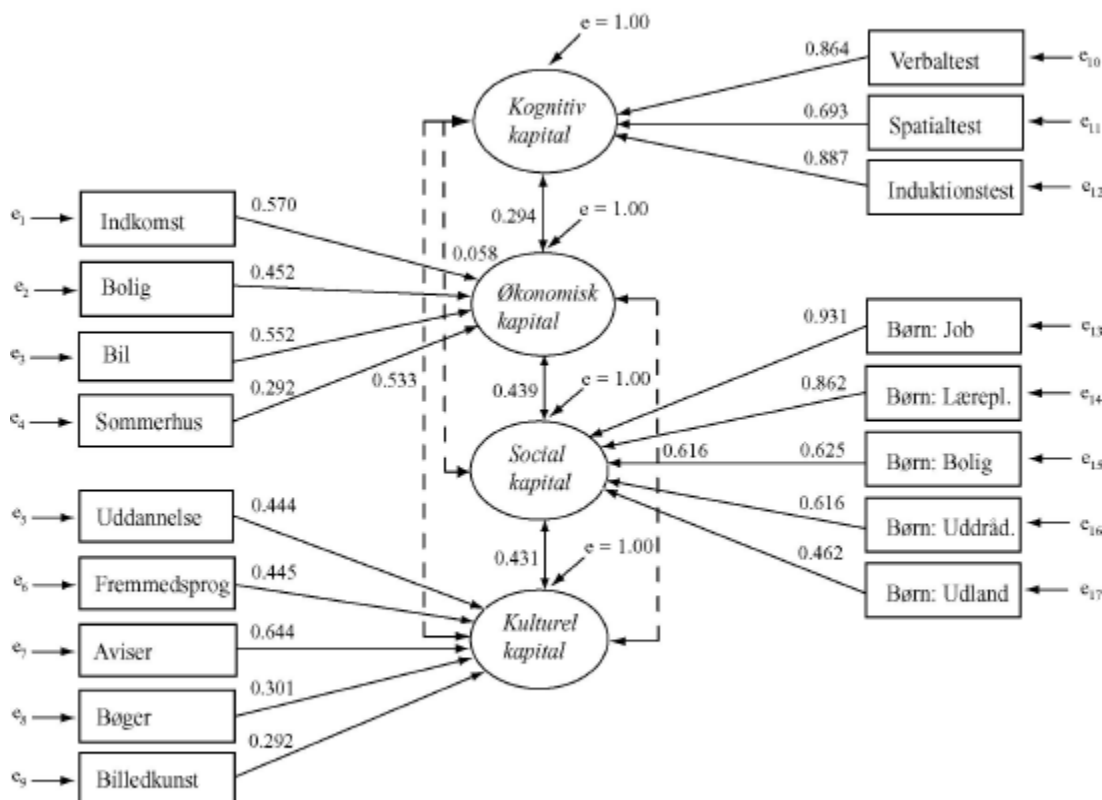 e = 1.00
Kognitiv
kapital
0.864
Verbaltest
e10
0.693
Spatialtest
e11
0.887
Induktionstest
e12
e1
Indkomst
0.570
0.294
e = 1.00
0.058
e2
Bolig
0.452
Økonomisk
kapital
e3
Bil
0.552
0.533
e4
Sommerhus
0.292
0.439
e = 1.00
0.931
Børn: Job
e13
0.862
Børn: Lærepl.
e14
Social
kapital
0.616
0.625
Børn: Bolig
e15
0.616
Børn: Uddråd.
e16
0.462
Børn: Udland
e17
e5
Uddannelse
0.444
0.431
e = 1.00
e6
Fremmedsprog
0.445
Kulturel
kapital
e7
Aviser
0.644
e8
Bøger
0.301
e9
Billedkunst
0.292